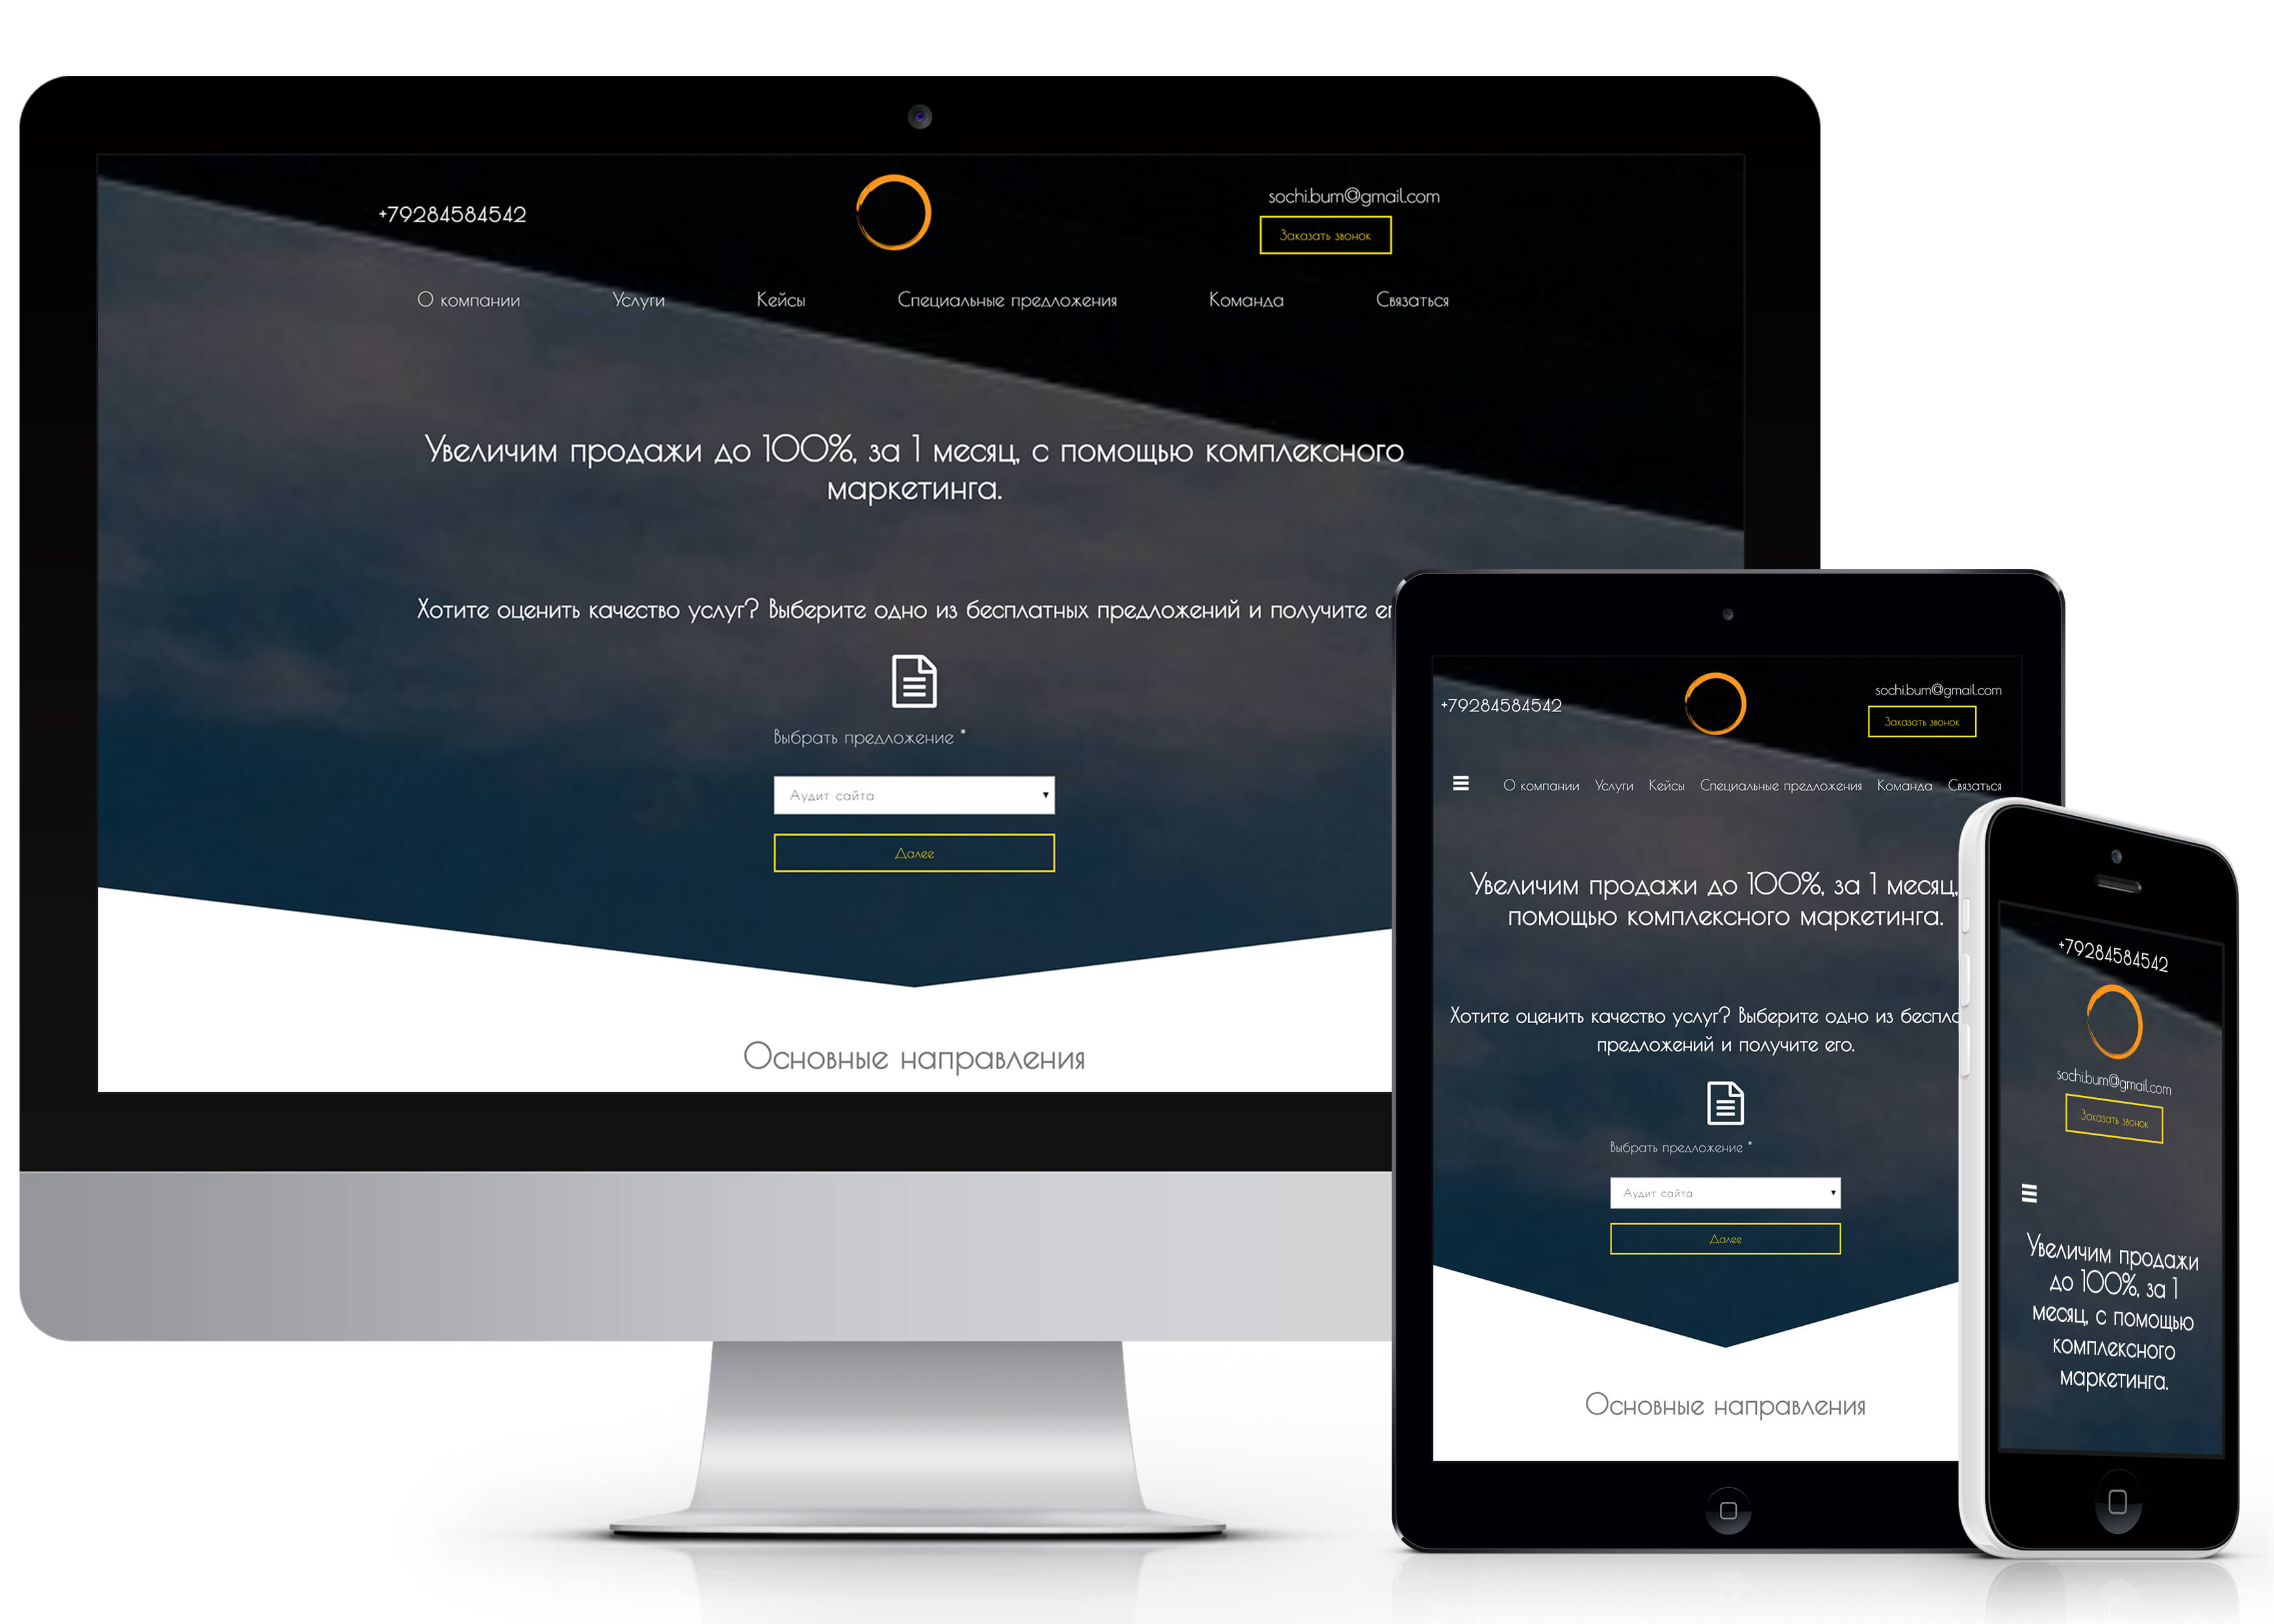 +79284584542
sochi.bum@gmail.com
Заказать звонок
О компании Услуги Кейсы Специальные предложения Команда Связаться
Увеличим продажи до 100%, за 1 месяц, с помощью комплексного
маркетинга.
Хотите оценить качество услуг? Выберите одно из бесплатных предложений и получите
Выбрать предложение *
Аудит сайта
Далее
Основные направления
+79284584542
sochi.bum@gmail.com
Заказать звонок
О компании Услуги Кейсы Специальные предложения Команда Связаться
Увеличим продажи до 100%, за 1 месяц,
помощью комплексного маркетинга.
Хотите оценить качество услуг? Выберите одно из
предложений и получите его.
Выбрать предложение *
Аудит сайта
Далее
Основные направления
+79284584542
sochi.bum@gmail.com
Заказать звонок
Увеличим продажи
до 100%, за 1
месяц, с помощью
комплексного
маркетинга.